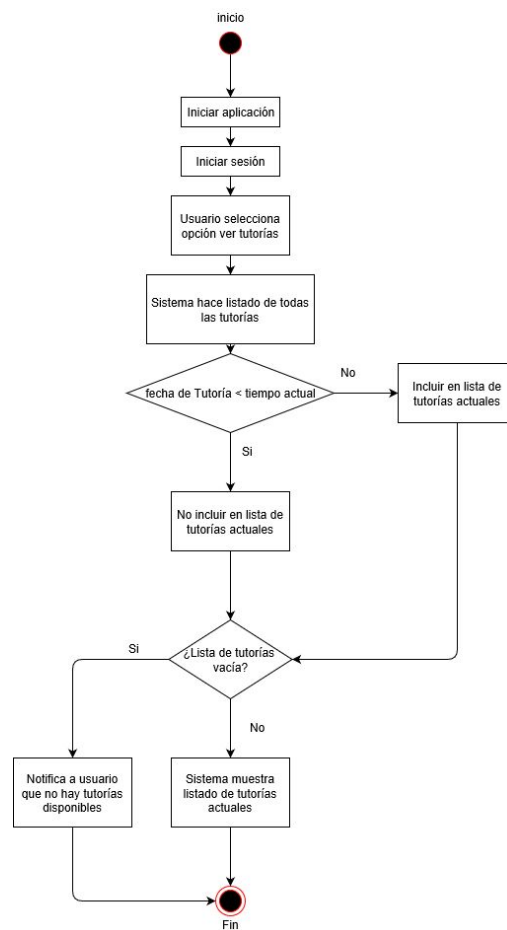 inicio
Iniciar aplicación
Iniciar sesión
Usuario selecciona
opción ver tutorías
Sistema hace listado de todas
las tutorías
fecha de Tutoría < tiempo actual
No
Incluir en lista de
tutorías actuales
Si
No incluir en lista de
tutorías actuales
¿Lista de tutorías
vacía?
Si
No
Notifica a usuario
que no hay tutorías
disponibles
Sistema muestra
listado de tutorías
actuales
Fin